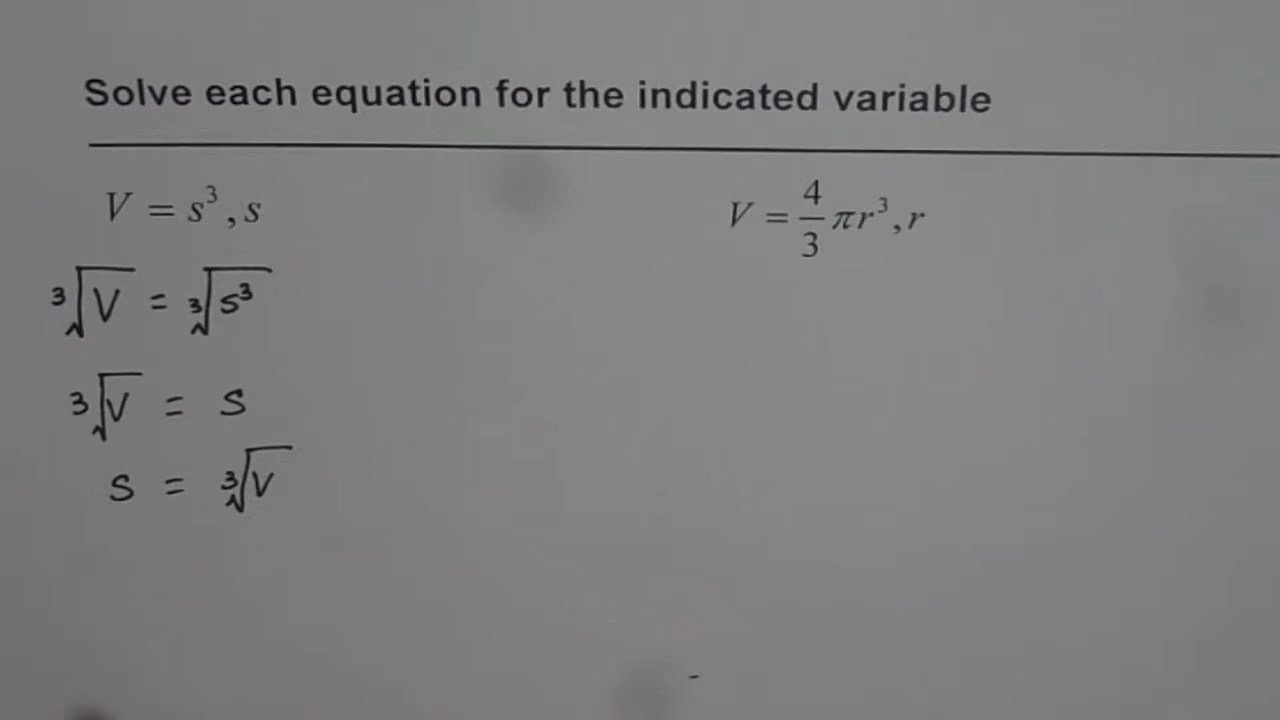 Solve each equation for the indicated variable
V = s³, s
V = 4/3 πr³, r
∛V = ∛s³
∛V = s
s = ∛V